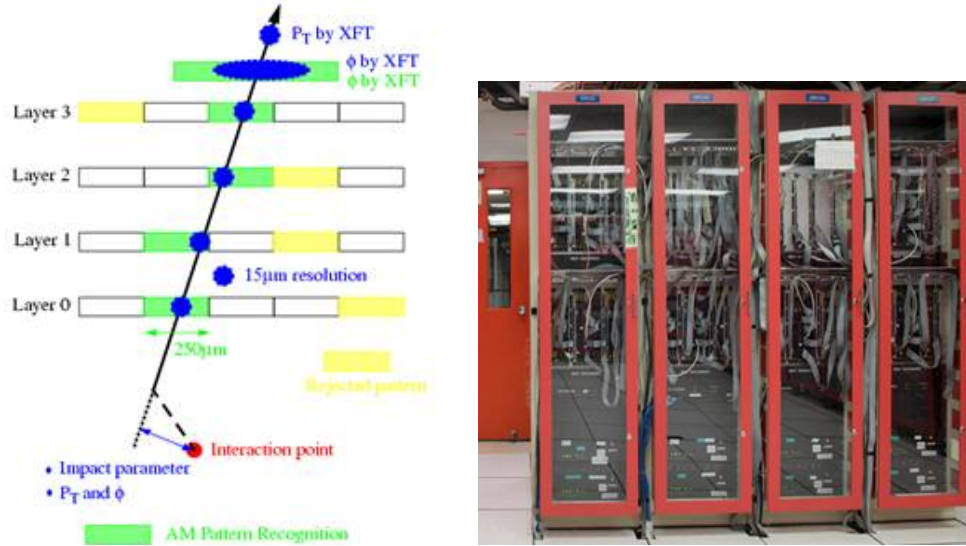 P_T by XFT
φ by XFT
φ by XFT
Layer 3
Layer 2
Layer 1
15μm resolution
Layer 0
250μm
Rejected pattern
Interaction point
• Impact parameter
• P_T and φ
AM Pattern Recognition